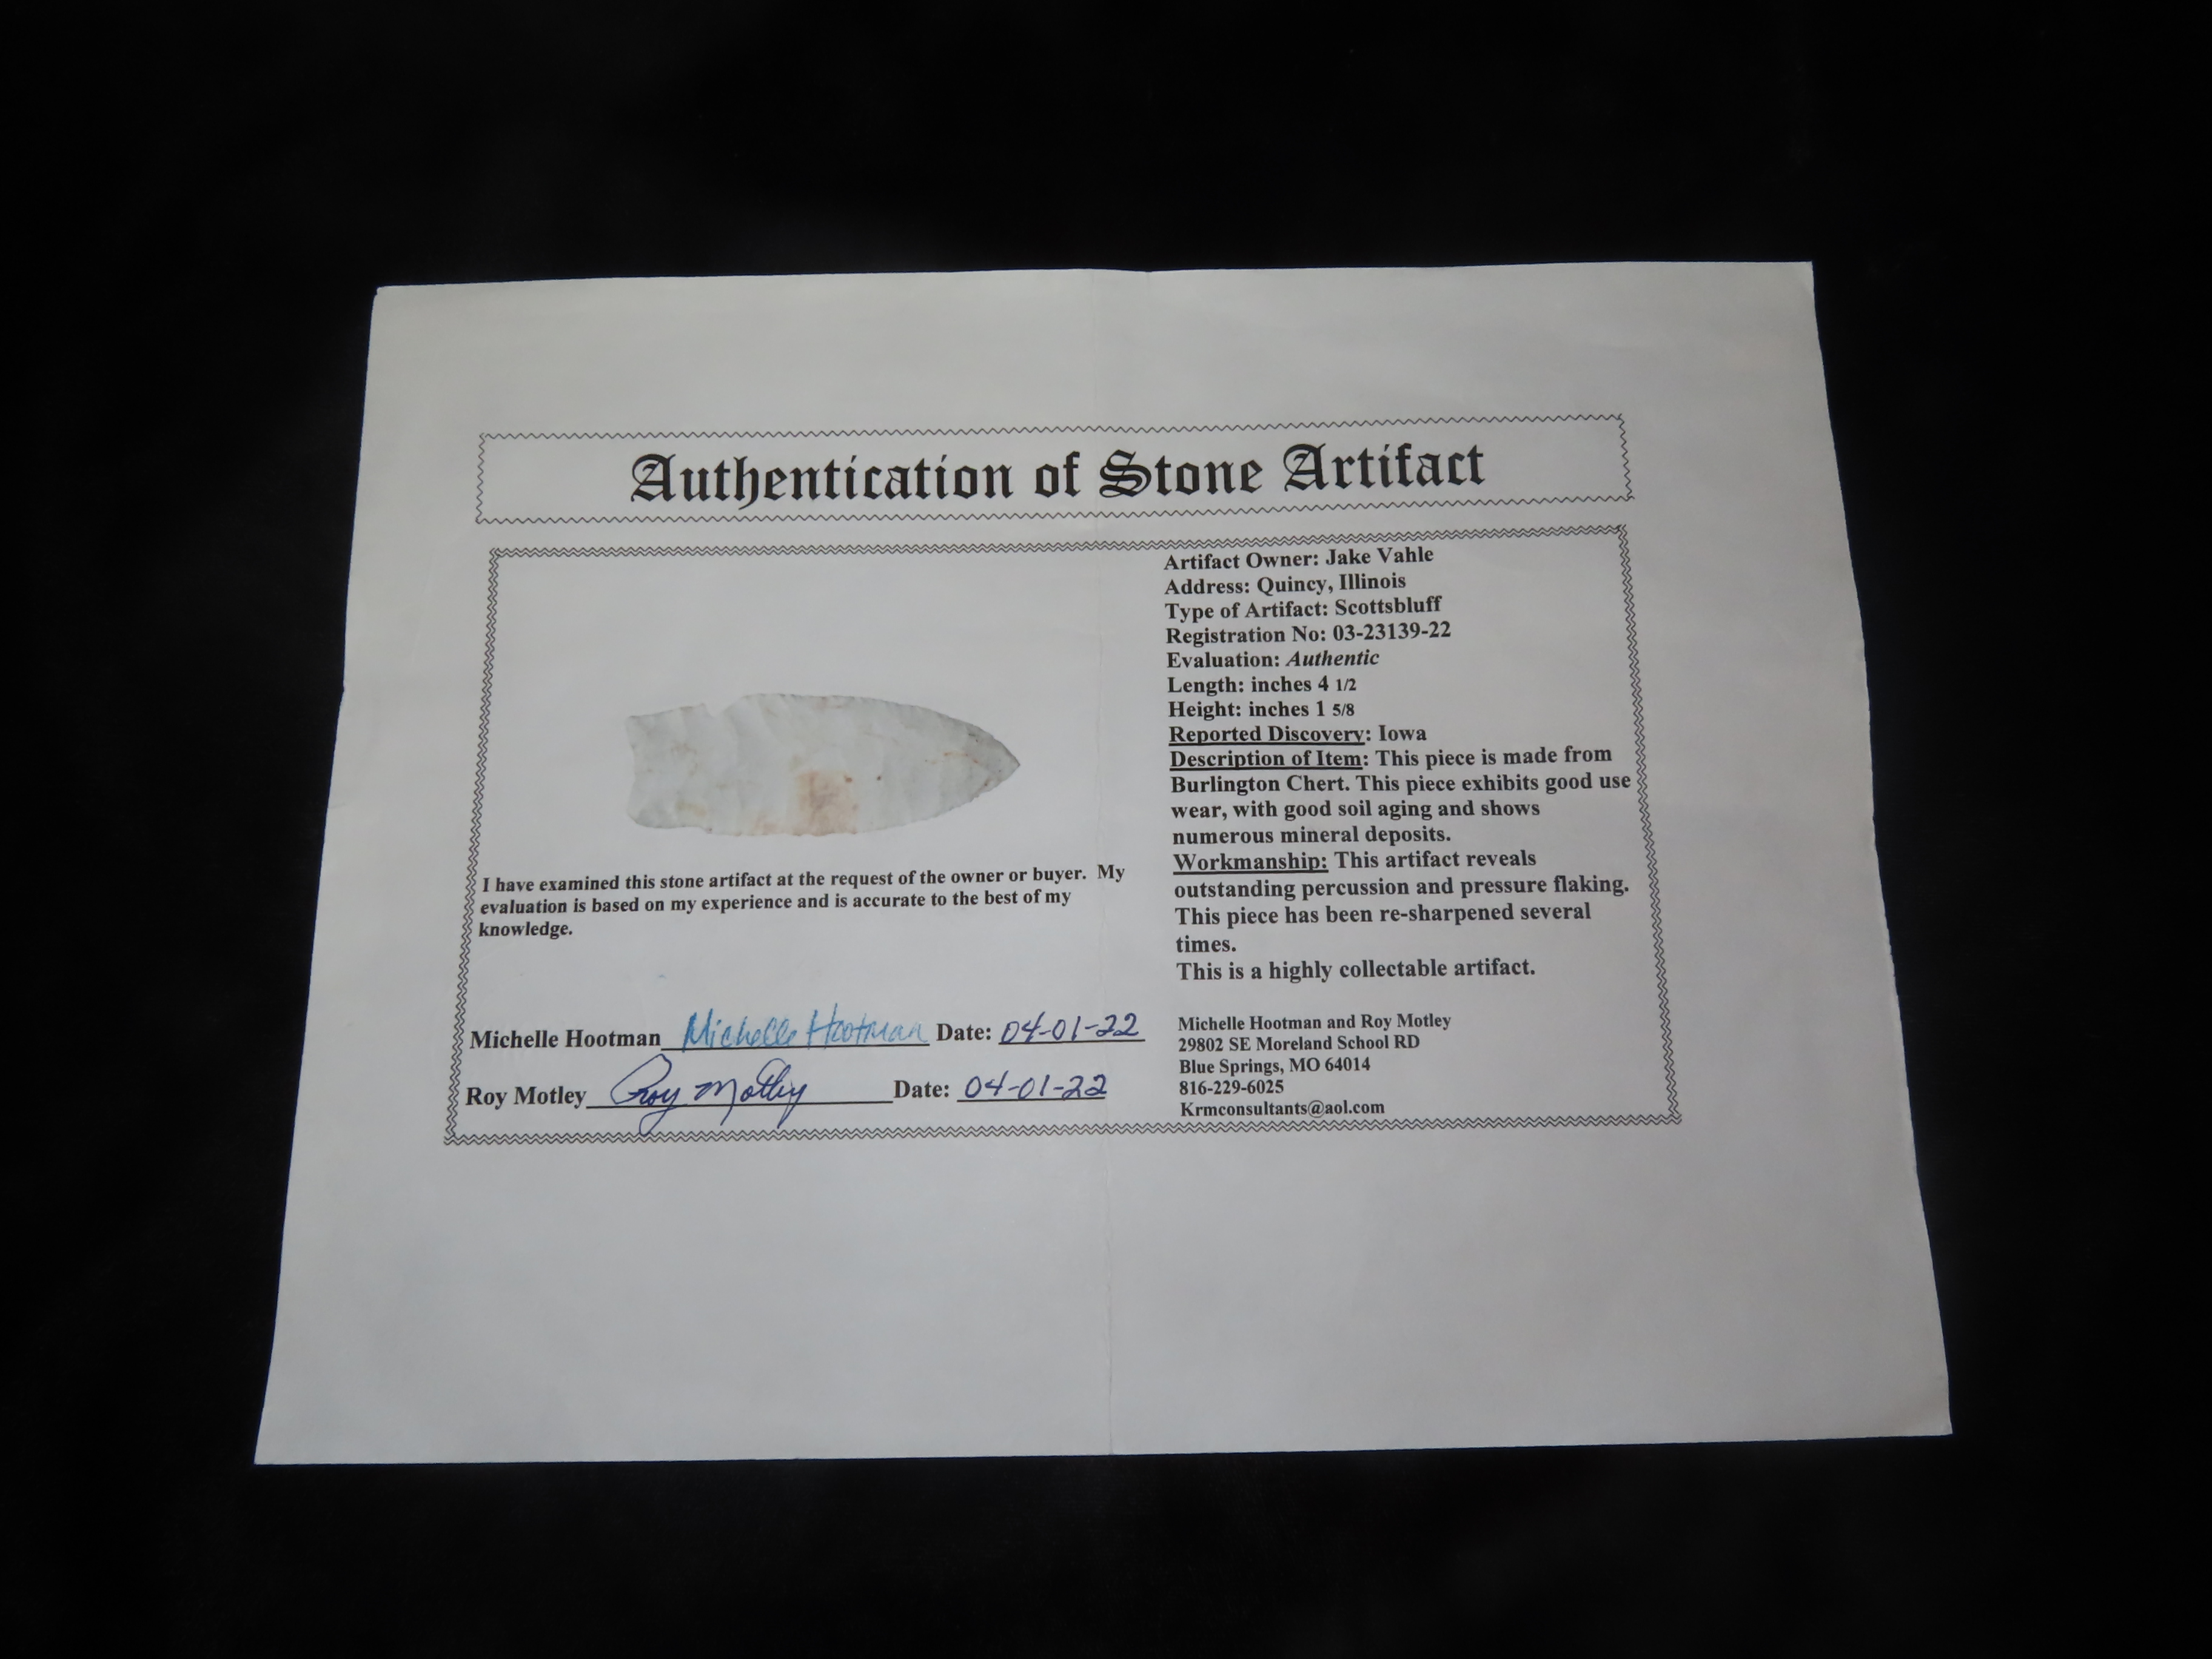 Authentication of Stone Artifact
Artifact Owner: Jake Vahle
Address: Quincy, Illinois
Type of Artifact: Scottsbluff
Registration No: 03-23139-22
Evaluation: Authentic
Length: inches 4 1/2
Height: inches 1 5/8
Reported Discovery: Iowa
Description of Item: This piece is made from
Burlington Chert. This piece exhibits good use
wear, with good soil aging and shows
numerous mineral deposits.
Workmanship: This artifact reveals
outstanding percussion and pressure flaking.
This piece has been re-sharpened several
times.
This is a highly collectable artifact.
I have examined this stone artifact at the request of the owner or buyer. My
evaluation is based on my experience and is accurate to the best of my
knowledge.
Michelle Hootman Michelle Hootman Date: 04-01-22
Roy Motley Roy Motley Date: 04-01-22
Michelle Hootman and Roy Motley
29802 SE Moreland School RD
Blue Springs, MO 64014
816-229-6025
Krmconsultants@aol.com